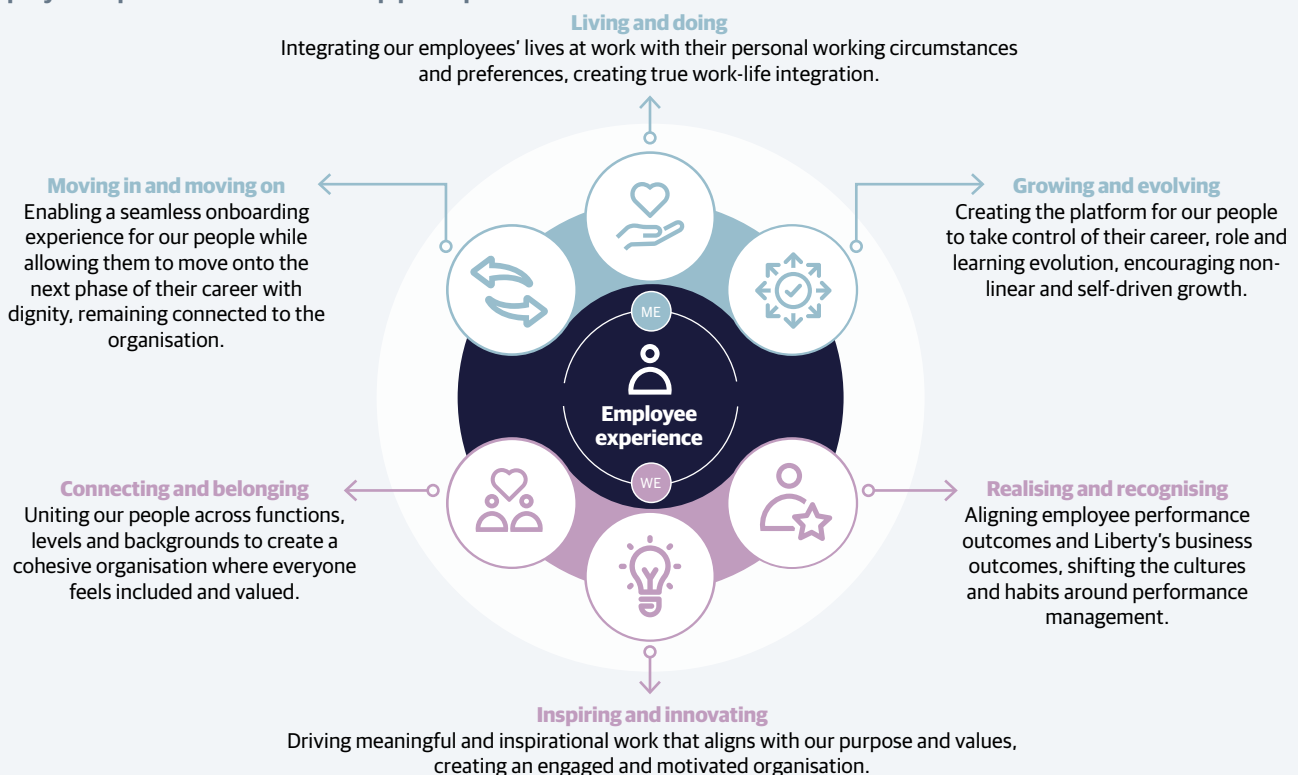 Living and doing
Integrating our employees' lives at work with their personal working circumstances
and preferences, creating true work-life integration.
Moving in and moving on
Enabling a seamless onboarding
experience for our people while
allowing them to move onto the
next phase of their career with
dignity, remaining connected to the
organisation.
Growing and evolving
Creating the platform for our people
to take control of their career, role and
learning evolution, encouraging non-
linear and self-driven growth.
ME
Employee
experience
WE
Connecting and belonging
Uniting our people across functions,
levels and backgrounds to create a
cohesive organisation where everyone
feels included and valued.
Realising and recognising
Aligning employee performance
outcomes and Liberty's business
outcomes, shifting the cultures
and habits around performance
management.
Inspiring and innovating
Driving meaningful and inspirational work that aligns with our purpose and values,
creating an engaged and motivated organisation.